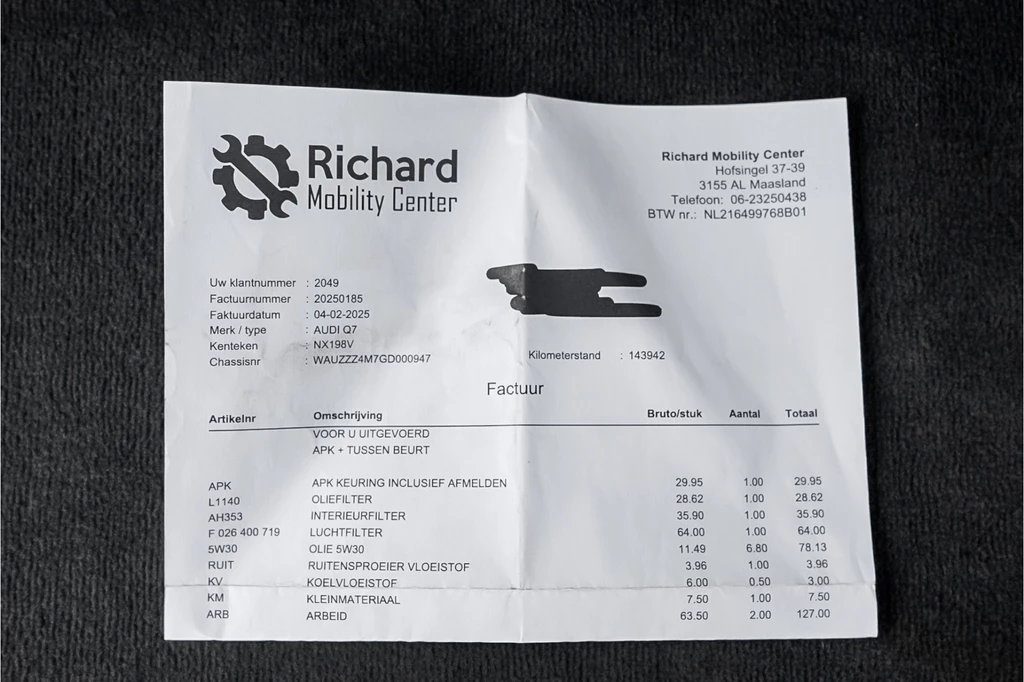 Richard
Mobility Center
Richard Mobility Center
Hofsingel 37-39
3155 AL Maasland
Telefoon: 06-23250438
BTW nr.: NL216499768B01
Uw klantnummer : 2049
Factuurnummer : 20250185
Faktuurdatum : 04-02-2025
Merk / type : AUDI Q7
Kenteken : NX198V
Chassisnr : WAUZZZ4M7GD000947
Kilometerstand : 143942
Factuur
Artikelnr Omschrijving Bruto/stuk Aantal Totaal
VOOR U UITGEVOERD
APK + TUSSEN BEURT
APK APK KEURING INCLUSIEF AFMELDEN 29.95 1.00 29.95
L1140 OLIEFILTER 28.62 1.00 28.62
AH353 INTERIEURFILTER 35.90 1.00 35.90
F 026 400 719 LUCHTFILTER 64.00 1.00 64.00
5W30 OLIE 5W30 11.49 6.80 78.13
RUIT RUITENSPROEIER VLOEISTOF 3.96 1.00 3.96
KV KOELVLOEISTOF 6.00 0.50 3.00
KM KLEINMATERIAAL 7.50 1.00 7.50
ARB ARBEID 63.50 2.00 127.00